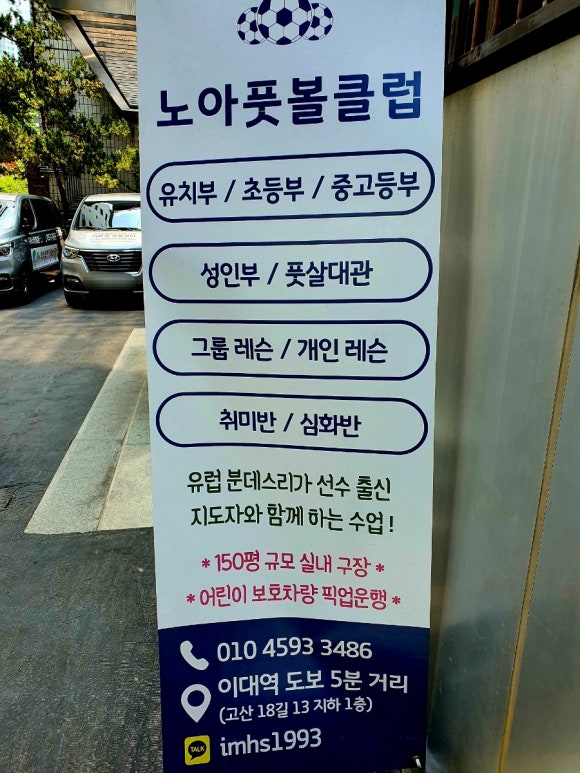 노아풋볼클럽
유치부 / 초등부 / 중고등부
성인부 / 풋살대관
그룹 레슨 / 개인 레슨
취미반 / 심화반
유럽 분데스리가 선수 출신
지도자와 함께 하는 수업 !
* 150평 규모 실내 구장 *
* 어린이 보호차량 픽업운행 *
010 4593 3486
이대역 도보 5분 거리
(고산 18길 13 지하 1층)
TALK
imhs1993